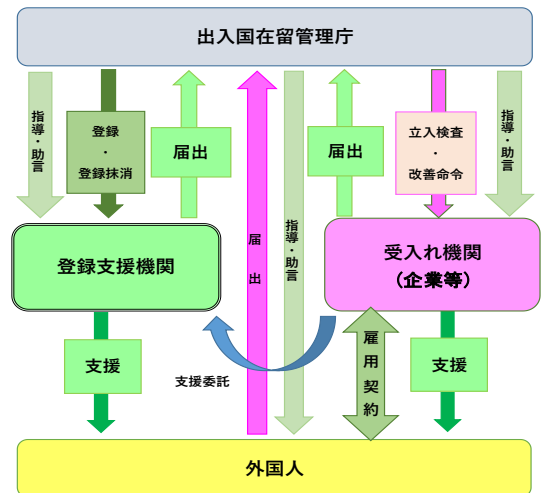 出入国在留管理庁
指導・助言
登録
・
登録抹消
届出
届出
指導・助言
届出
立入検査
・
改善命令
指導・助言
登録支援機関
受入れ機関
（企業等）
支援
支援委託
雇用契約
支援
外国人